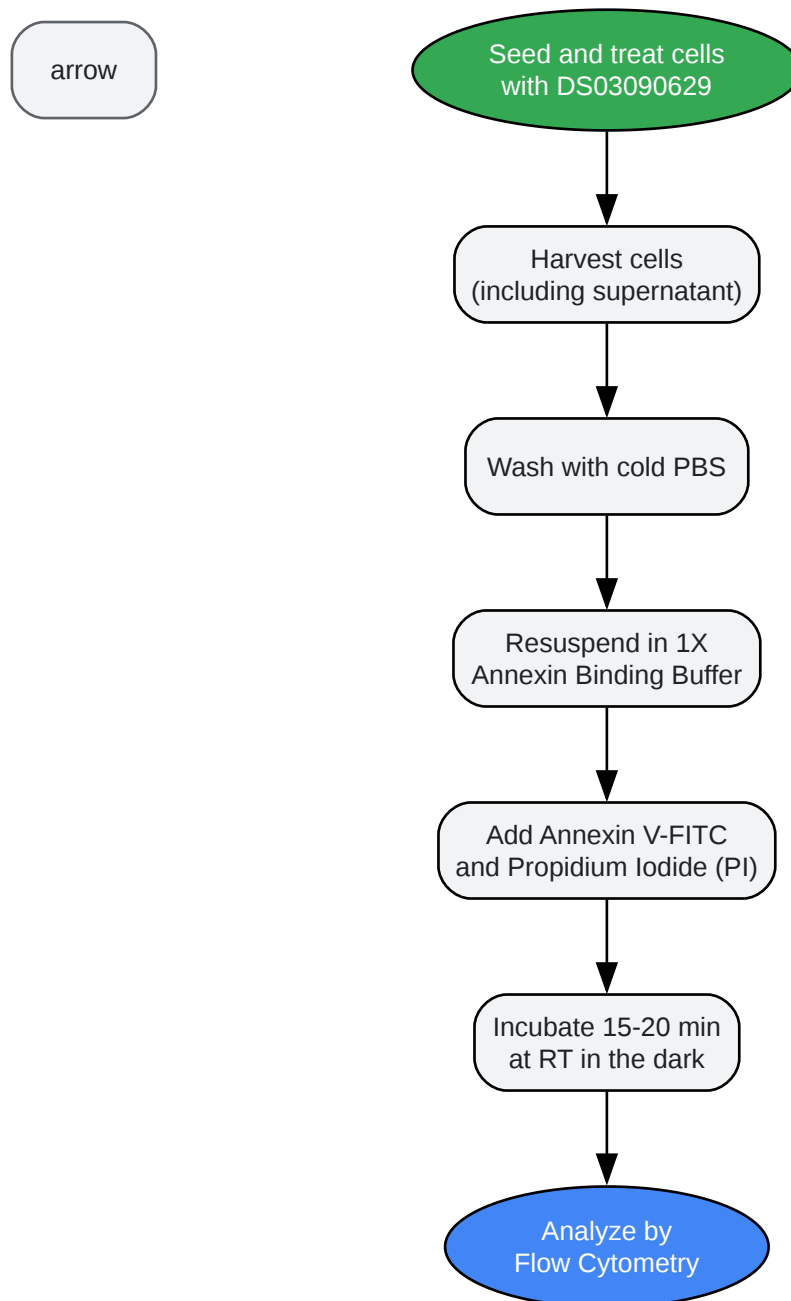 arrow
Seed and treat cells
with DS03090629
Harvest cells
(including supernatant)
Wash with cold PBS
Resuspend in 1X
Annexin Binding Buffer
Add Annexin V-FITC
and Propidium Iodide (PI)
Incubate 15-20 min
at RT in the dark
Analyze by
Flow Cytometry